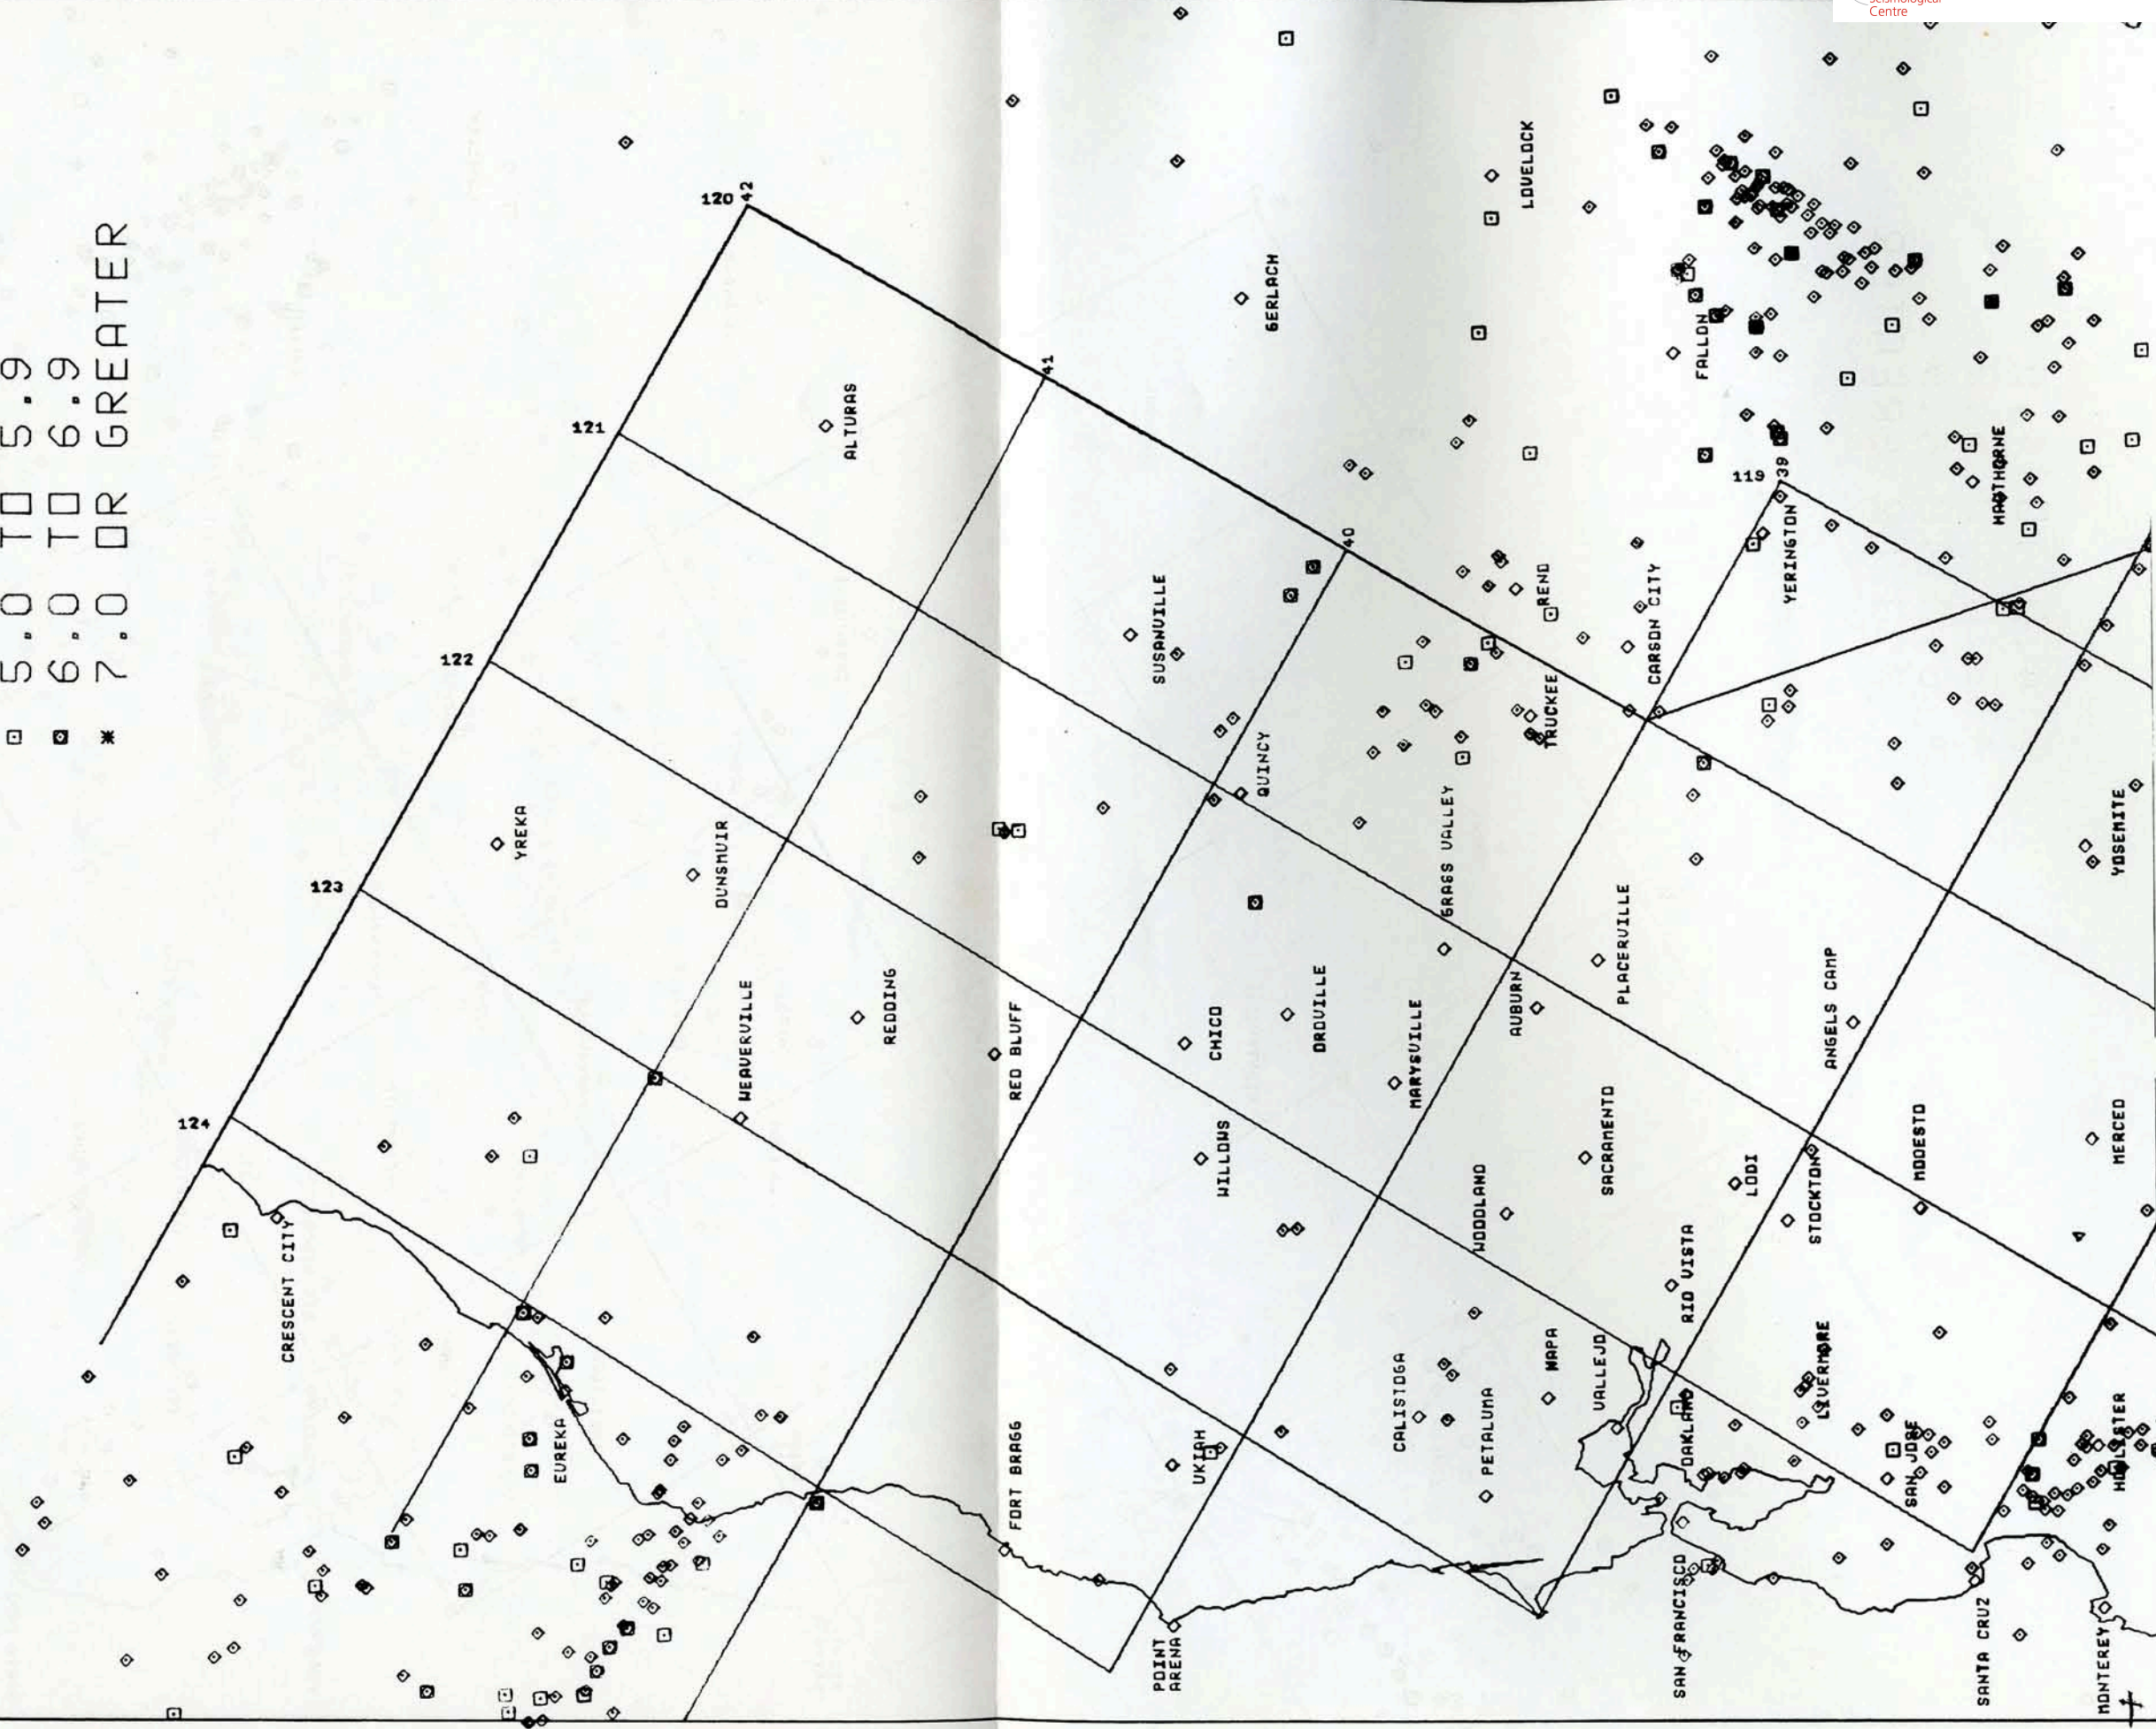 Centre
5.0 TO 5.9
6.0 TO 6.9
7.0 OR GREATER
120
42
121
41
122
40
123
119
39
124
LOVELOCK
GERLACH
FALLON
ALTURAS
HAWTHORNE
YERINGTON
RENO
CARSON CITY
SUSANVILLE
TRUCKEE
QUINCY
YREKA
DUNSMUIR
GRASS VALLEY
YOSEMITE
PLACERVILLE
ANGELS CAMP
WEAVERVILLE
REDDING
RED BLUFF
CHICO
OROVILLE
MARYSVILLE
AUBURN
SACRAMENTO
MODESTO
MERCED
WILLOWS
WOODLAND
LODI
STOCKTON
RIO VISTA
CRESCENT CITY
CALISTOGA
NAPA
VALLEJO
LIVERMORE
PETALUMA
OAKLAND
EUREKA
FORT BRAGG
UKIAH
SAN JOSE
HOLLISTER
POINT
ARENA
SAN FRANCISCO
SANTA CRUZ
MONTEREY